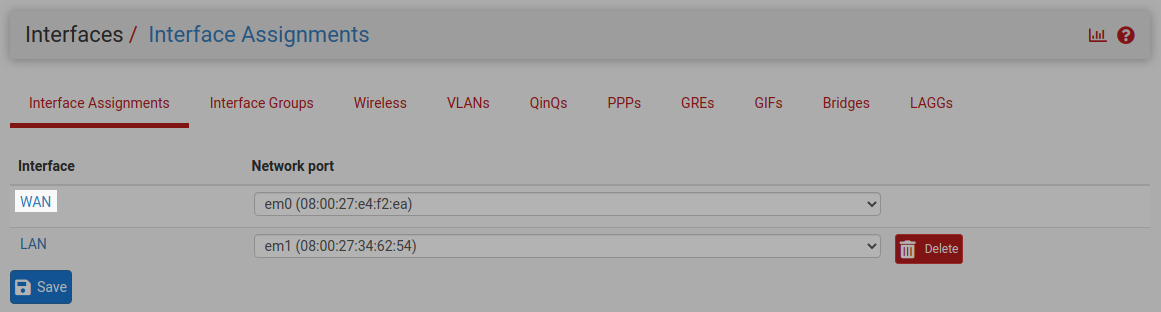 Interfaces / Interface Assignments
Interface Assignments Interface Groups Wireless VLANs QinQs PPPs GREs GIFs Bridges LAGGs
Interface Network port
WAN em0 (08:00:27:e4:f2:ea)
LAN em1 (08:00:27:34:62:54) Delete
Save